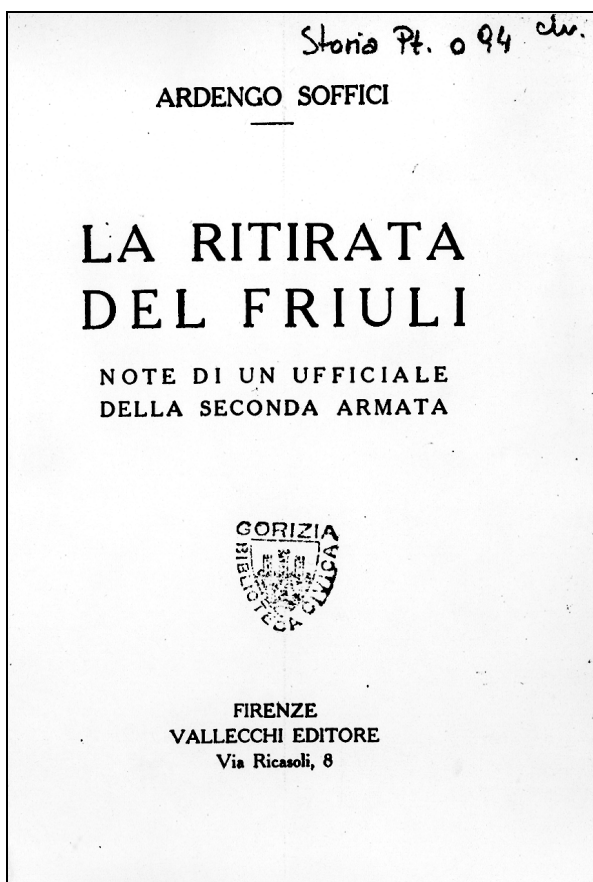 Storia Pt. o 94 civ.
ARDENGO SOFFICI
LA RITIRATA
DEL FRIULI
NOTE DI UN UFFICIALE
DELLA SECONDA ARMATA
GORIZIA
BIBLIOTECA CIVICA
FIRENZE
VALLECCHI EDITORE
Via Ricasoli, 8